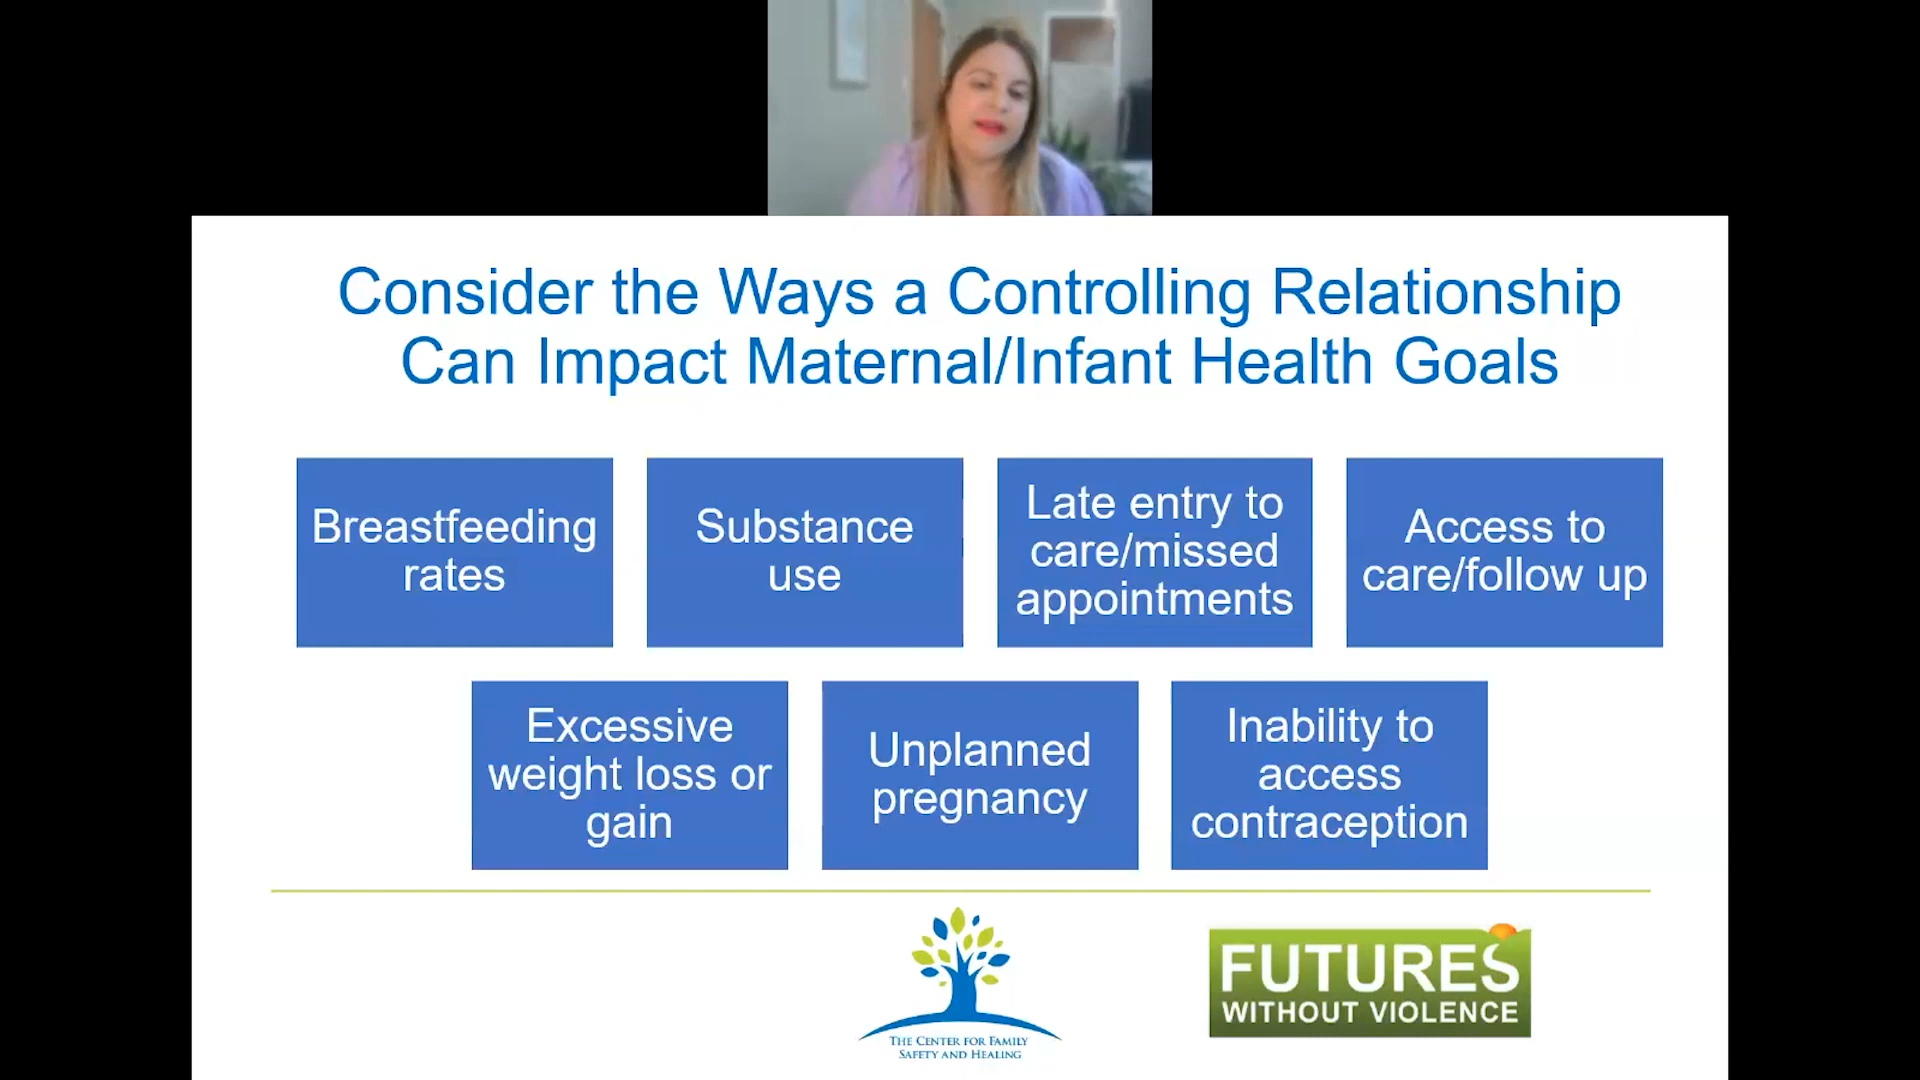 Consider the Ways a Controlling Relationship
Can Impact Maternal/Infant Health Goals
Breastfeeding
rates
Substance
use
Late entry to
care/missed
appointments
Access to
care/follow up
Excessive
weight loss or
gain
Unplanned
pregnancy
Inability to
access
contraception
THE CENTER FOR FAMILY
SAFETY AND HEALING
FUTURES
WITHOUT VIOLENCE